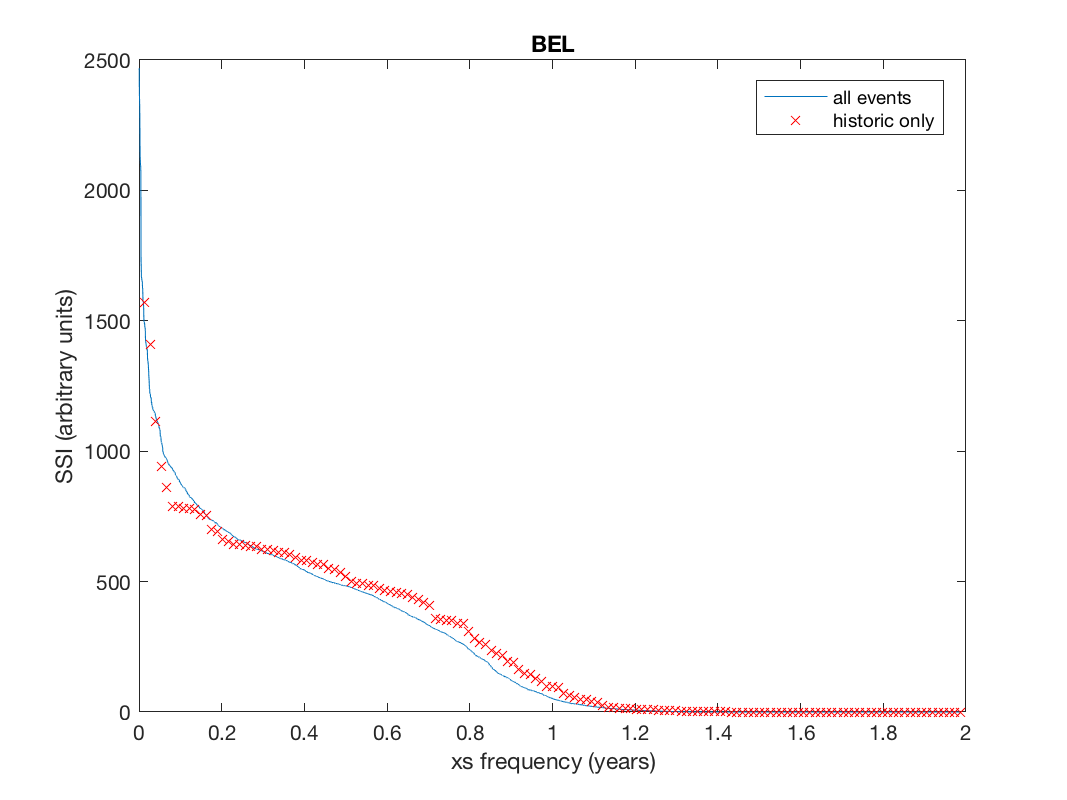 BEL
2500
2000
1500
1000
500
0
SSI (arbitrary units)
all events
historic only
0 0.2 0.4 0.6 0.8 1 1.2 1.4 1.6 1.8 2
xs frequency (years)